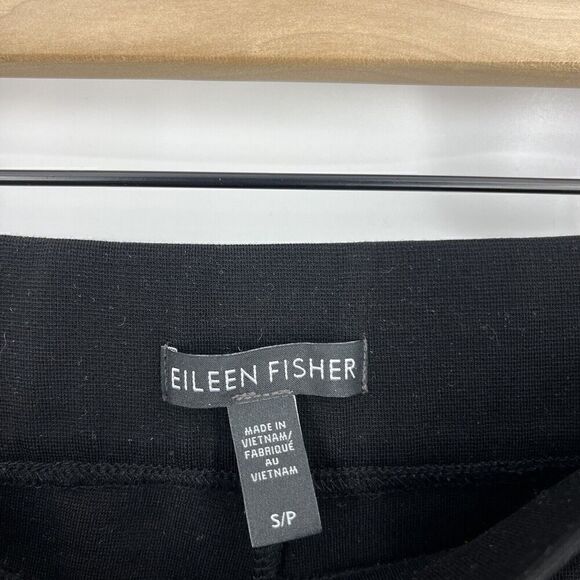 EILEEN FISHER
MADE IN
VIETNAM/
FABRIQUÉ
AU
VIETNAM
S/P